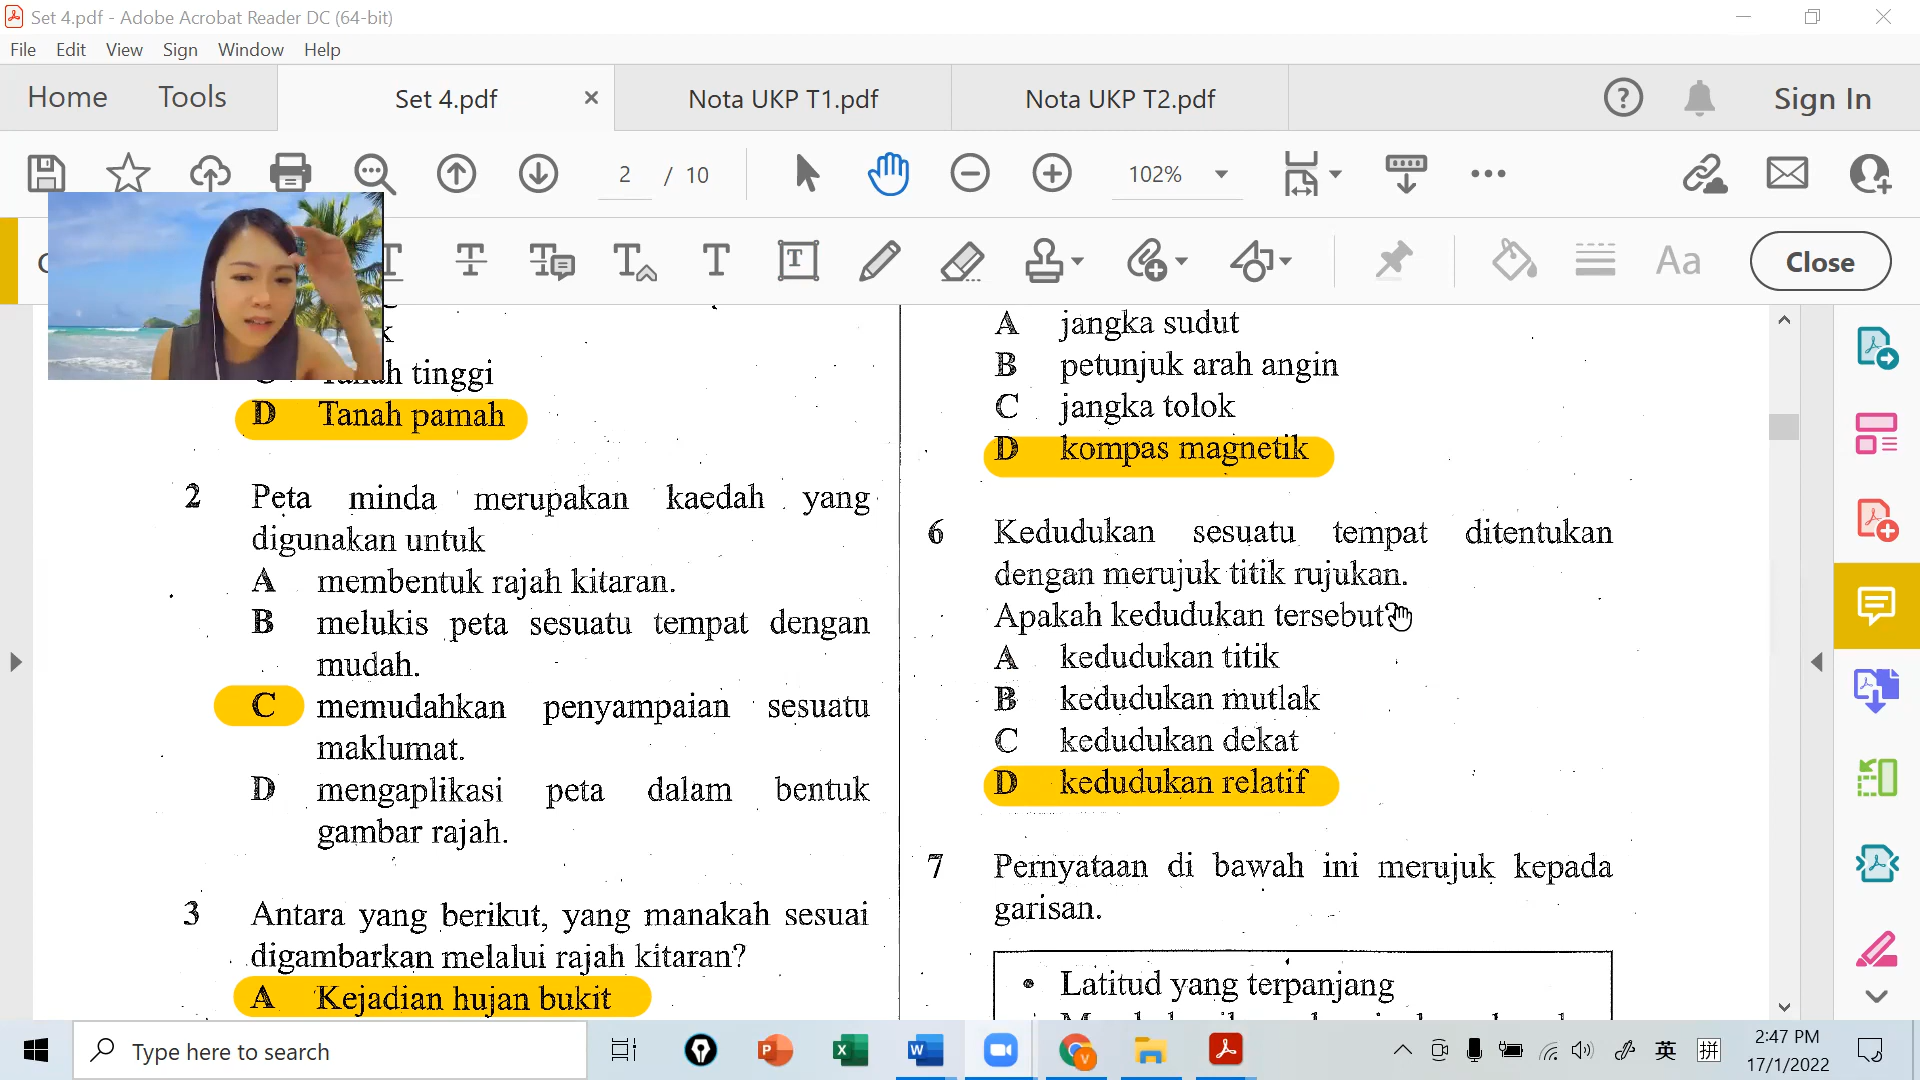 Set 4.pdf - Adobe Acrobat Reader DC (64-bit)
File Edit View Sign Window Help
Home Tools Set 4.pdf Nota UKP T1.pdf Nota UKP T2.pdf Sign In
2 / 10 102%
Close
h tinggi
D Tanah pamah
2 Peta minda merupakan kaedah yang
digunakan untuk
A membentuk rajah kitaran.
B melukis peta sesuatu tempat dengan
mudah.
C memudahkan penyampaian sesuatu
maklumat.
D mengaplikasi peta dalam bentuk
gambar rajah.
3 Antara yang berikut, yang manakah sesuai
digambarkan melalui rajah kitaran?
A Kejadian hujan bukit
A jangka sudut
B petunjuk arah angin
C jangka tolok
D kompas magnetik
6 Kedudukan sesuatu tempat ditentukan
dengan merujuk titik rujukan.
Apakah kedudukan tersebut?
A kedudukan titik
B kedudukan mutlak
C kedudukan dekat
D kedudukan relatif
7 Pernyataan di bawah ini merujuk kepada
garisan.
• Latitud yang terpanjang
Type here to search
英 拼
2:47 PM
17/1/2022